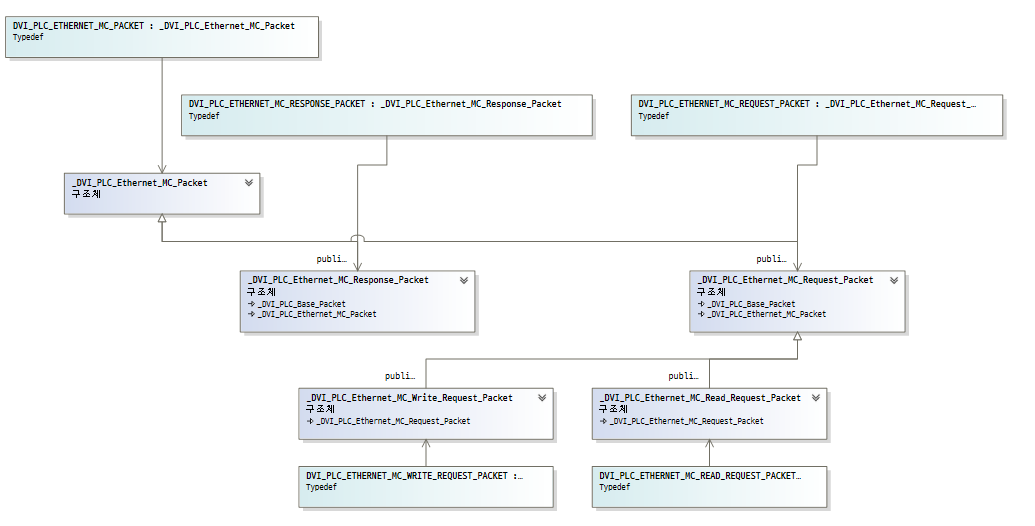 DVI_PLC_ETHERNET_MC_PACKET : _DVI_PLC_Ethernet_MC_Packet
Typedef
DVI_PLC_ETHERNET_MC_RESPONSE_PACKET : _DVI_PLC_Ethernet_MC_Response_Packet
Typedef
DVI_PLC_ETHERNET_MC_REQUEST_PACKET : _DVI_PLC_Ethernet_MC_Request_…
Typedef
_DVI_PLC_Ethernet_MC_Packet
구조체
publi…
publi…
_DVI_PLC_Ethernet_MC_Response_Packet
구조체
_DVI_PLC_Base_Packet
_DVI_PLC_Ethernet_MC_Packet
_DVI_PLC_Ethernet_MC_Request_Packet
구조체
_DVI_PLC_Base_Packet
_DVI_PLC_Ethernet_MC_Packet
publi…
publi…
_DVI_PLC_Ethernet_MC_Write_Request_Packet
구조체
_DVI_PLC_Ethernet_MC_Request_Packet
_DVI_PLC_Ethernet_MC_Read_Request_Packet
구조체
_DVI_PLC_Ethernet_MC_Request_Packet
DVI_PLC_ETHERNET_MC_WRITE_REQUEST_PACKET :…
Typedef
DVI_PLC_ETHERNET_MC_READ_REQUEST_PACKET…
Typedef